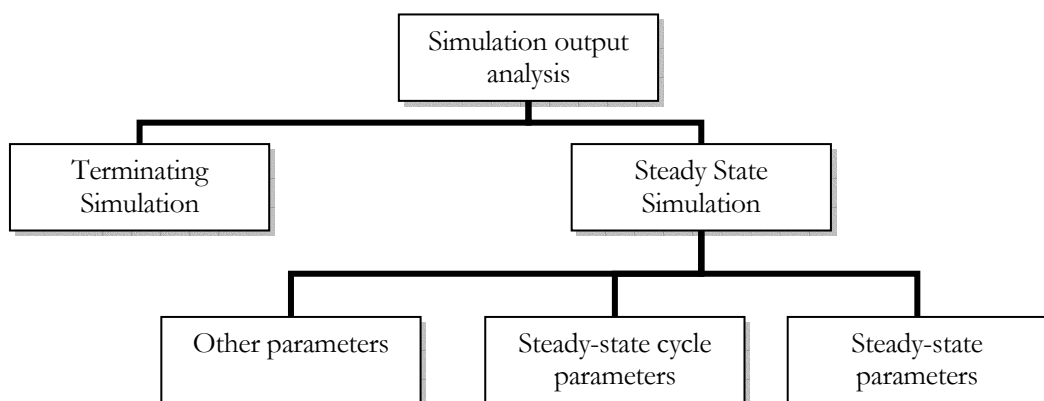 Simulation output
analysis
Terminating
Simulation
Steady State
Simulation
Other parameters
Steady-state cycle
parameters
Steady-state
parameters